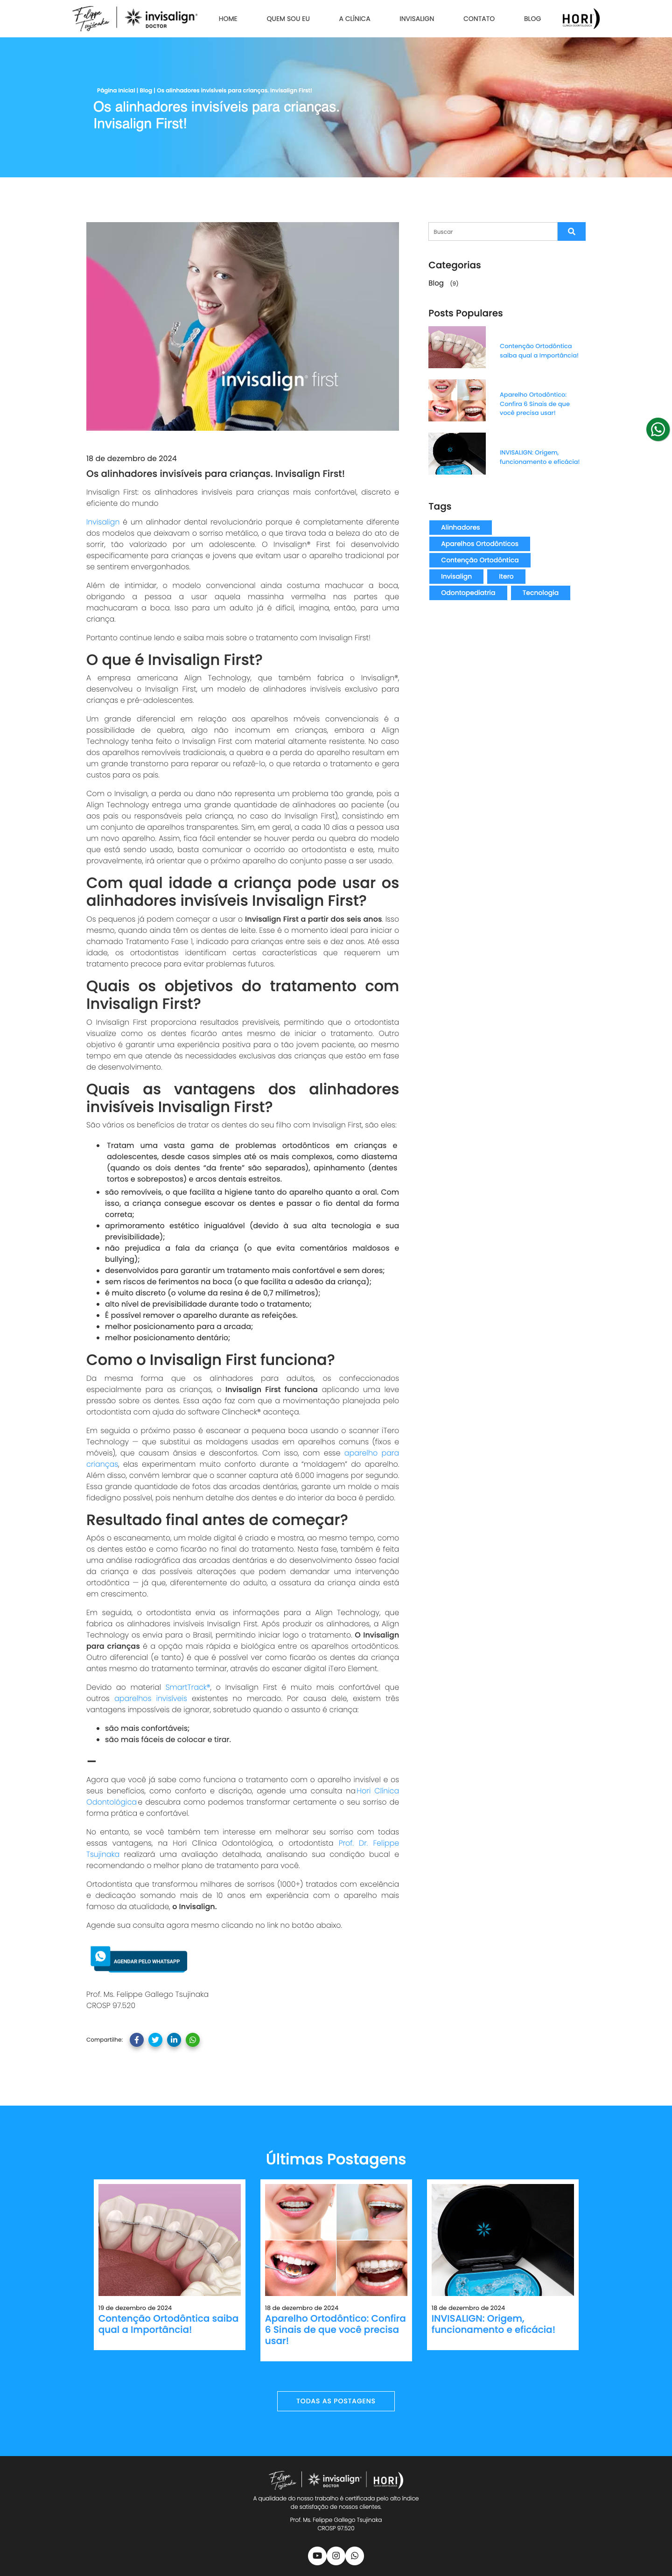 Felippe Tsujinaka
invisalign®
DOCTOR
HOME
QUEM SOU EU
A CLÍNICA
INVISALIGN
CONTATO
BLOG
HORI
Página Inicial | Blog | Os alinhadores invisíveis para crianças. Invisalign First!
Os alinhadores invisíveis para crianças.
Invisalign First!
invisalign first
Buscar
Categorias
Blog (9)
Posts Populares
Contenção Ortodôntica
saiba qual a Importância!
Aparelho Ortodôntico:
Confira 6 Sinais de que
você precisa usar!
INVISALIGN: Origem,
funcionamento e eficácia!
Tags
Alinhadores
Aparelhos Ortodônticos
Contenção Ortodôntica
Invisalign
Itero
Odontopediatria
Tecnologia
18 de dezembro de 2024
Os alinhadores invisíveis para crianças. Invisalign First!
Invisalign First: os alinhadores invisíveis para crianças mais confortável, discreto e
eficiente do mundo
Invisalign é um alinhador dental revolucionário porque é completamente diferente
dos modelos que deixavam o sorriso metálico, o que tirava toda a beleza do ato de
sorrir, tão valorizado por um adolescente. O Invisalign® First foi desenvolvido
especificamente para crianças e jovens que evitam usar o aparelho tradicional por
se sentirem envergonhados.
Além de intimidar, o modelo convencional ainda costuma machucar a boca,
obrigando a pessoa a usar aquela massinha vermelha nas partes que
machucaram a boca. Isso para um adulto já é difícil, imagina, então, para uma
criança.
Portanto continue lendo e saiba mais sobre o tratamento com Invisalign First!
O que é Invisalign First?
A empresa americana Align Technology, que também fabrica o Invisalign®,
desenvolveu o Invisalign First, um modelo de alinhadores invisíveis exclusivo para
crianças e pré-adolescentes.
Um grande diferencial em relação aos aparelhos móveis convencionais é a
possibilidade de quebra, algo não incomum em crianças, embora a Align
Technology tenha feito o Invisalign First com material altamente resistente. No caso
dos aparelhos removíveis tradicionais, a quebra e a perda do aparelho resultam em
um grande transtorno para reparar ou refazê-lo, o que retarda o tratamento e gera
custos para os pais.
Com o Invisalign, a perda ou dano não representa um problema tão grande, pois a
Align Technology entrega uma grande quantidade de alinhadores ao paciente (ou
aos pais ou responsáveis pela criança, no caso do Invisalign First), consistindo em
um conjunto de aparelhos transparentes. Sim, em geral, a cada 10 dias a pessoa usa
um novo aparelho. Assim, fica fácil entender se houver perda ou quebra do modelo
que está sendo usado, basta comunicar o ocorrido ao ortodontista e este, muito
provavelmente, irá orientar que o próximo aparelho do conjunto passe a ser usado.
Com qual idade a criança pode usar os
alinhadores invisíveis Invisalign First?
Os pequenos já podem começar a usar o Invisalign First a partir dos seis anos. Isso
mesmo, quando ainda têm os dentes de leite. Esse é o momento ideal para iniciar o
chamado Tratamento Fase 1, indicado para crianças entre seis e dez anos. Até essa
idade, os ortodontistas identificam certas características que requerem um
tratamento precoce para evitar problemas futuros.
Quais os objetivos do tratamento com
Invisalign First?
O Invisalign First proporciona resultados previsíveis, permitindo que o ortodontista
visualize como os dentes ficarão antes mesmo de iniciar o tratamento. Outro
objetivo é garantir uma experiência positiva para o tão jovem paciente, ao mesmo
tempo em que atende às necessidades exclusivas das crianças que estão em fase
de desenvolvimento.
Quais as vantagens dos alinhadores
invisíveis Invisalign First?
São vários os benefícios de tratar os dentes do seu filho com Invisalign First, são eles:
• Tratam uma vasta gama de problemas ortodônticos em crianças e
adolescentes, desde casos simples até os mais complexos, como diastema
(quando os dois dentes "da frente" são separados), apinhamento (dentes
tortos e sobrepostos) e arcos dentais estreitos.
• são removíveis, o que facilita a higiene tanto do aparelho quanto a oral. Com
isso, a criança consegue escovar os dentes e passar o fio dental da forma
correta;
• aprimoramento estético inigualável (devido à sua alta tecnologia e sua
previsibilidade);
• não prejudica a fala da criança (o que evita comentários maldosos e
bullying);
• desenvolvidos para garantir um tratamento mais confortável e sem dores;
• sem riscos de ferimentos na boca (o que facilita a adesão da criança);
• é muito discreto (o volume da resina é de 0,7 milímetros);
• alto nível de previsibilidade durante todo o tratamento;
• É possível remover o aparelho durante as refeições.
• melhor posicionamento para a arcada;
• melhor posicionamento dentário;
Como o Invisalign First funciona?
Da mesma forma que os alinhadores para adultos, os confeccionados
especialmente para as crianças, o Invisalign First funciona aplicando uma leve
pressão sobre os dentes. Essa ação faz com que a movimentação planejada pelo
ortodontista com ajuda do software Clincheck® aconteça.
Em seguida o próximo passo é escanear a pequena boca usando o scanner iTero
Technology — que substitui as moldagens usadas em aparelhos comuns (fixos e
móveis), que causam ânsias e desconfortos. Com isso, com esse aparelho para
crianças, elas experimentam muito conforto durante a "moldagem" do aparelho.
Além disso, convém lembrar que o scanner captura até 6.000 imagens por segundo.
Essa grande quantidade de fotos das arcadas dentárias, garante um molde o mais
fidedigno possível, pois nenhum detalhe dos dentes e do interior da boca é perdido.
Resultado final antes de começar?
Após o escaneamento, um molde digital é criado e mostra, ao mesmo tempo, como
os dentes estão e como ficarão no final do tratamento. Nesta fase, também é feita
uma análise radiográfica das arcadas dentárias e do desenvolvimento ósseo facial
da criança e das possíveis alterações que podem demandar uma intervenção
ortodôntica — já que, diferentemente do adulto, a ossatura da criança ainda está
em crescimento.
Em seguida, o ortodontista envia as informações para a Align Technology, que
fabrica os alinhadores invisíveis Invisalign First. Após produzir os alinhadores, a Align
Technology os envia para o Brasil, permitindo iniciar logo o tratamento. O Invisalign
para crianças é a opção mais rápida e biológica entre os aparelhos ortodônticos.
Outro diferencial (e tanto) é que é possível ver como ficarão os dentes da criança
antes mesmo do tratamento terminar, através do escaner digital iTero Element.
Devido ao material SmartTrack®, o Invisalign First é muito mais confortável que
outros aparelhos invisíveis existentes no mercado. Por causa dele, existem três
vantagens impossíveis de ignorar, sobretudo quando o assunto é criança:
• são mais confortáveis;
• são mais fáceis de colocar e tirar.
—
Agora que você já sabe como funciona o tratamento com o aparelho invisível e os
seus benefícios, como conforto e discrição, agende uma consulta na Hori Clínica
Odontológica e descubra como podemos transformar certamente o seu sorriso de
forma prática e confortável.
No entanto, se você também tem interesse em melhorar seu sorriso com todas
essas vantagens, na Hori Clínica Odontológica, o ortodontista Prof. Dr. Felippe
Tsujinaka realizará uma avaliação detalhada, analisando sua condição bucal e
recomendando o melhor plano de tratamento para você.
Ortodontista que transformou milhares de sorrisos (1000+) tratados com excelência
e dedicação somando mais de 10 anos em experiência com o aparelho mais
famoso da atualidade, o Invisalign.
Agende sua consulta agora mesmo clicando no link no botão abaixo.
AGENDAR PELO WHATSAPP
Prof. Ms. Felippe Gallego Tsujinaka
CROSP 97.520
Compartilhe:
Últimas Postagens
19 de dezembro de 2024
Contenção Ortodôntica saiba
qual a Importância!
18 de dezembro de 2024
Aparelho Ortodôntico: Confira
6 Sinais de que você precisa
usar!
18 de dezembro de 2024
INVISALIGN: Origem,
funcionamento e eficácia!
TODAS AS POSTAGENS
Felippe Tsujinaka
invisalign®
DOCTOR
HORI
A qualidade do nosso trabalho é certificada pelo alto índice
de satisfação de nossos clientes.
Prof. Ms. Felippe Gallego Tsujinaka
CROSP 97.520